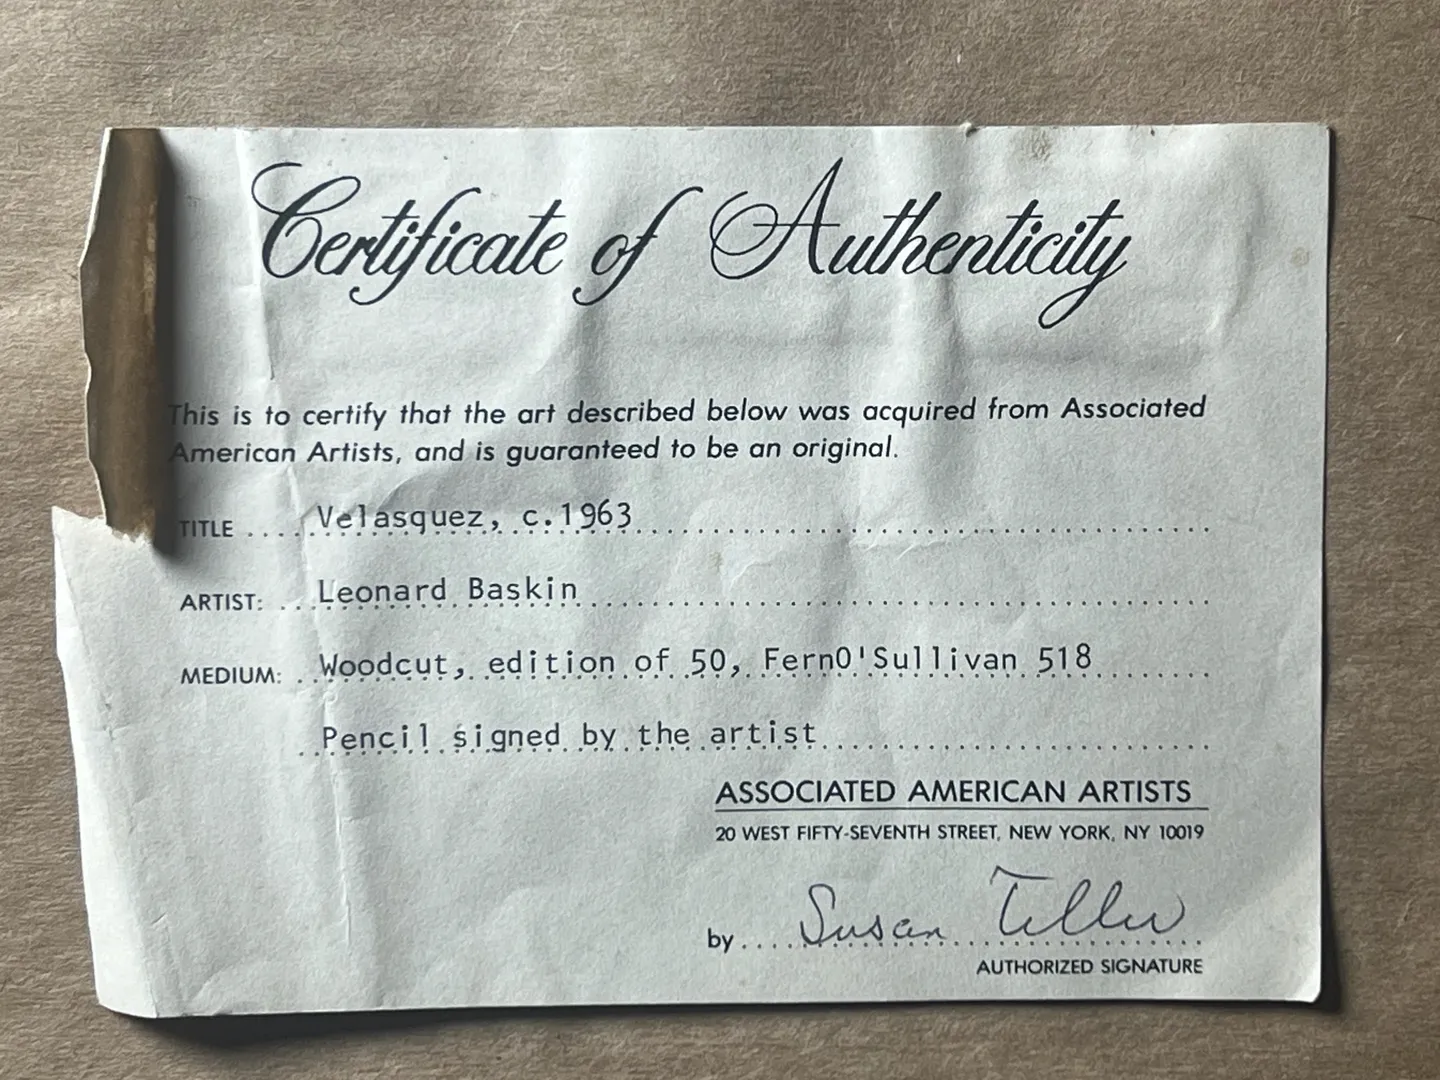 Certificate of Authenticity
This is to certify that the art described below was acquired from Associated
American Artists, and is guaranteed to be an original.
TITLE .... Velasquez, c.1963
ARTIST: ... Leonard Baskin
MEDIUM: .. Woodcut, edition of 50, FernO'Sullivan 518
Pencil signed by the artist
ASSOCIATED AMERICAN ARTISTS
20 WEST FIFTY-SEVENTH STREET, NEW YORK, NY 10019
by.... Susan Teller
AUTHORIZED SIGNATURE